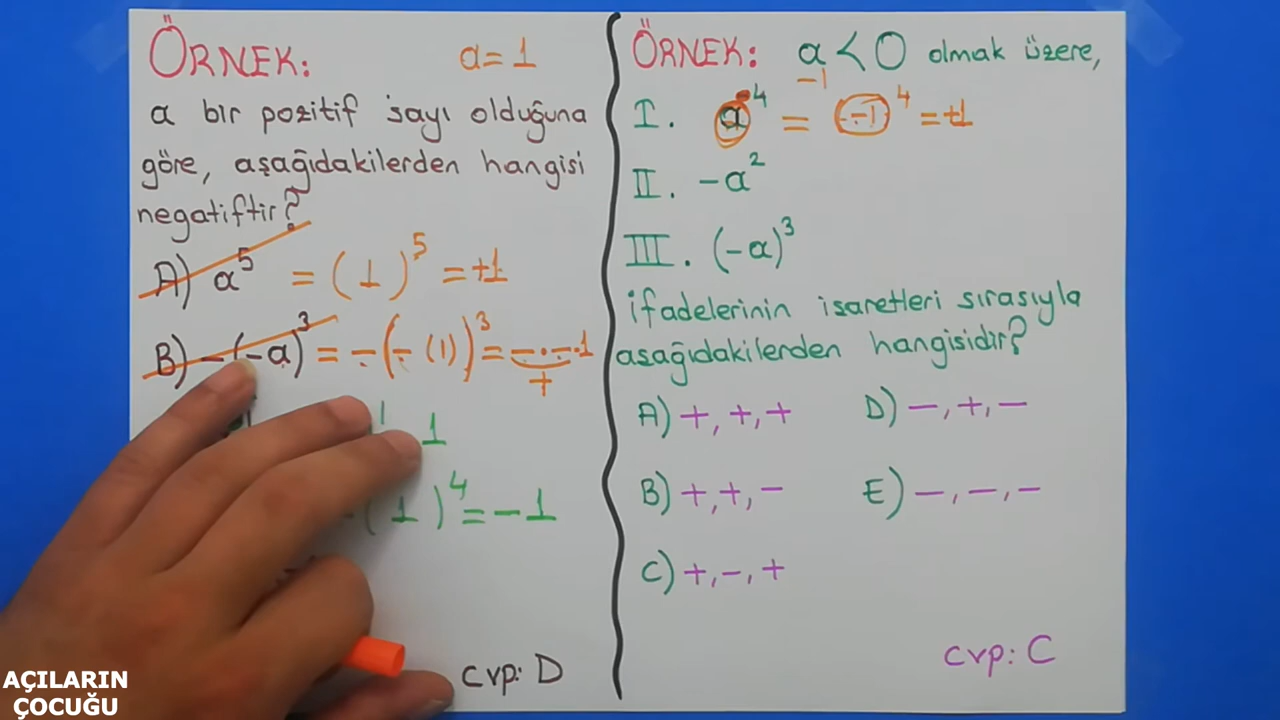 ÖRNEK: a=1
a bir pozitif sayı olduğuna
göre, aşağıdakilerden hangisi
negatiftir?
A) a⁵ = (1)⁵ = +1
B) -(-a)³ = -(-(1))³ = -·-·1
+
1
(1)⁴ = -1
cvp: D
ÖRNEK: a<0 olmak üzere,
-1
I. a⁴ = (-1)⁴ = +1
II. -a²
III. (-a)³
ifadelerinin isaretleri sırasıyla
aşağıdakilerden hangisidir?
A) +, +, + D) -, +, -
B) +, +, - E) -, -, -
C) +, -, +
cvp: C
AÇILARIN
ÇOCUĞU